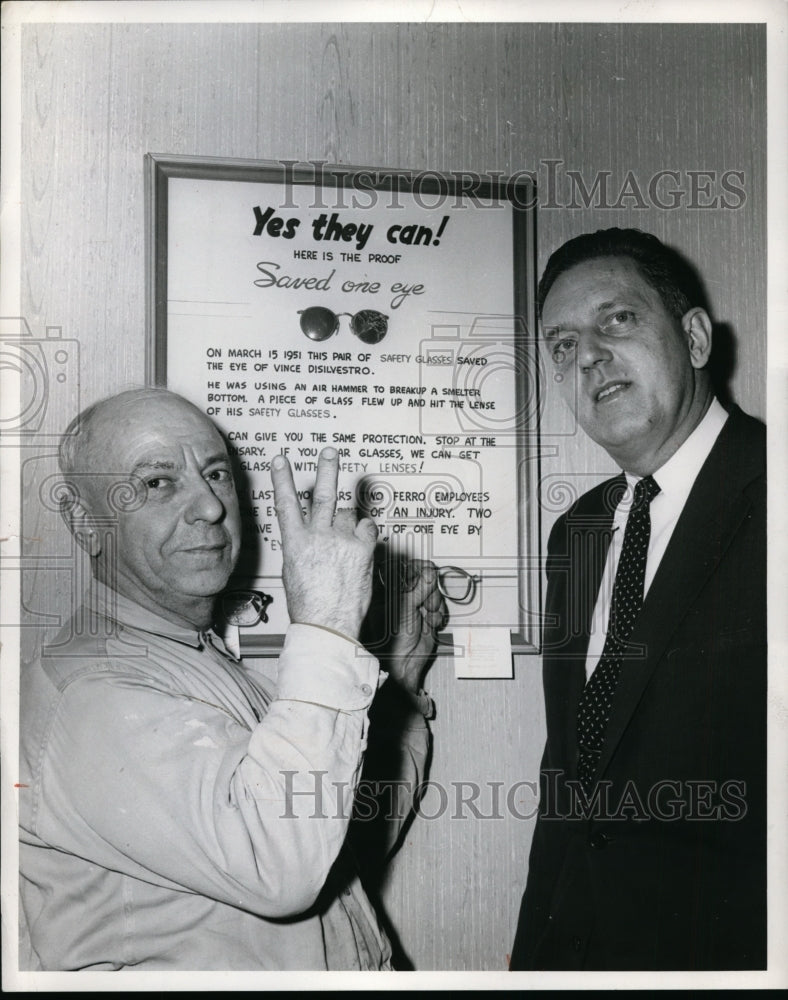 Yes they can!
HERE IS THE PROOF
Saved one eye
ON MARCH 15 1951 THIS PAIR OF SAFETY GLASSES SAVED
THE EYE OF VINCE DISILVESTRO.
HE WAS USING AN AIR HAMMER TO BREAKUP A SMELTER
BOTTOM. A PIECE OF GLASS FLEW UP AND HIT THE LENSE
OF HIS SAFETY GLASSES.
CAN GIVE YOU THE SAME PROTECTION. STOP AT THE
IF YOU GLASSES, WE CAN GET
WITH SAFETY LENSES!
LAST TWO FERRO EMPLOYEES
OF AN INJURY. TWO
OF ONE EYE BY
HISTORIC IMAGES
HISTORIC IMAGES